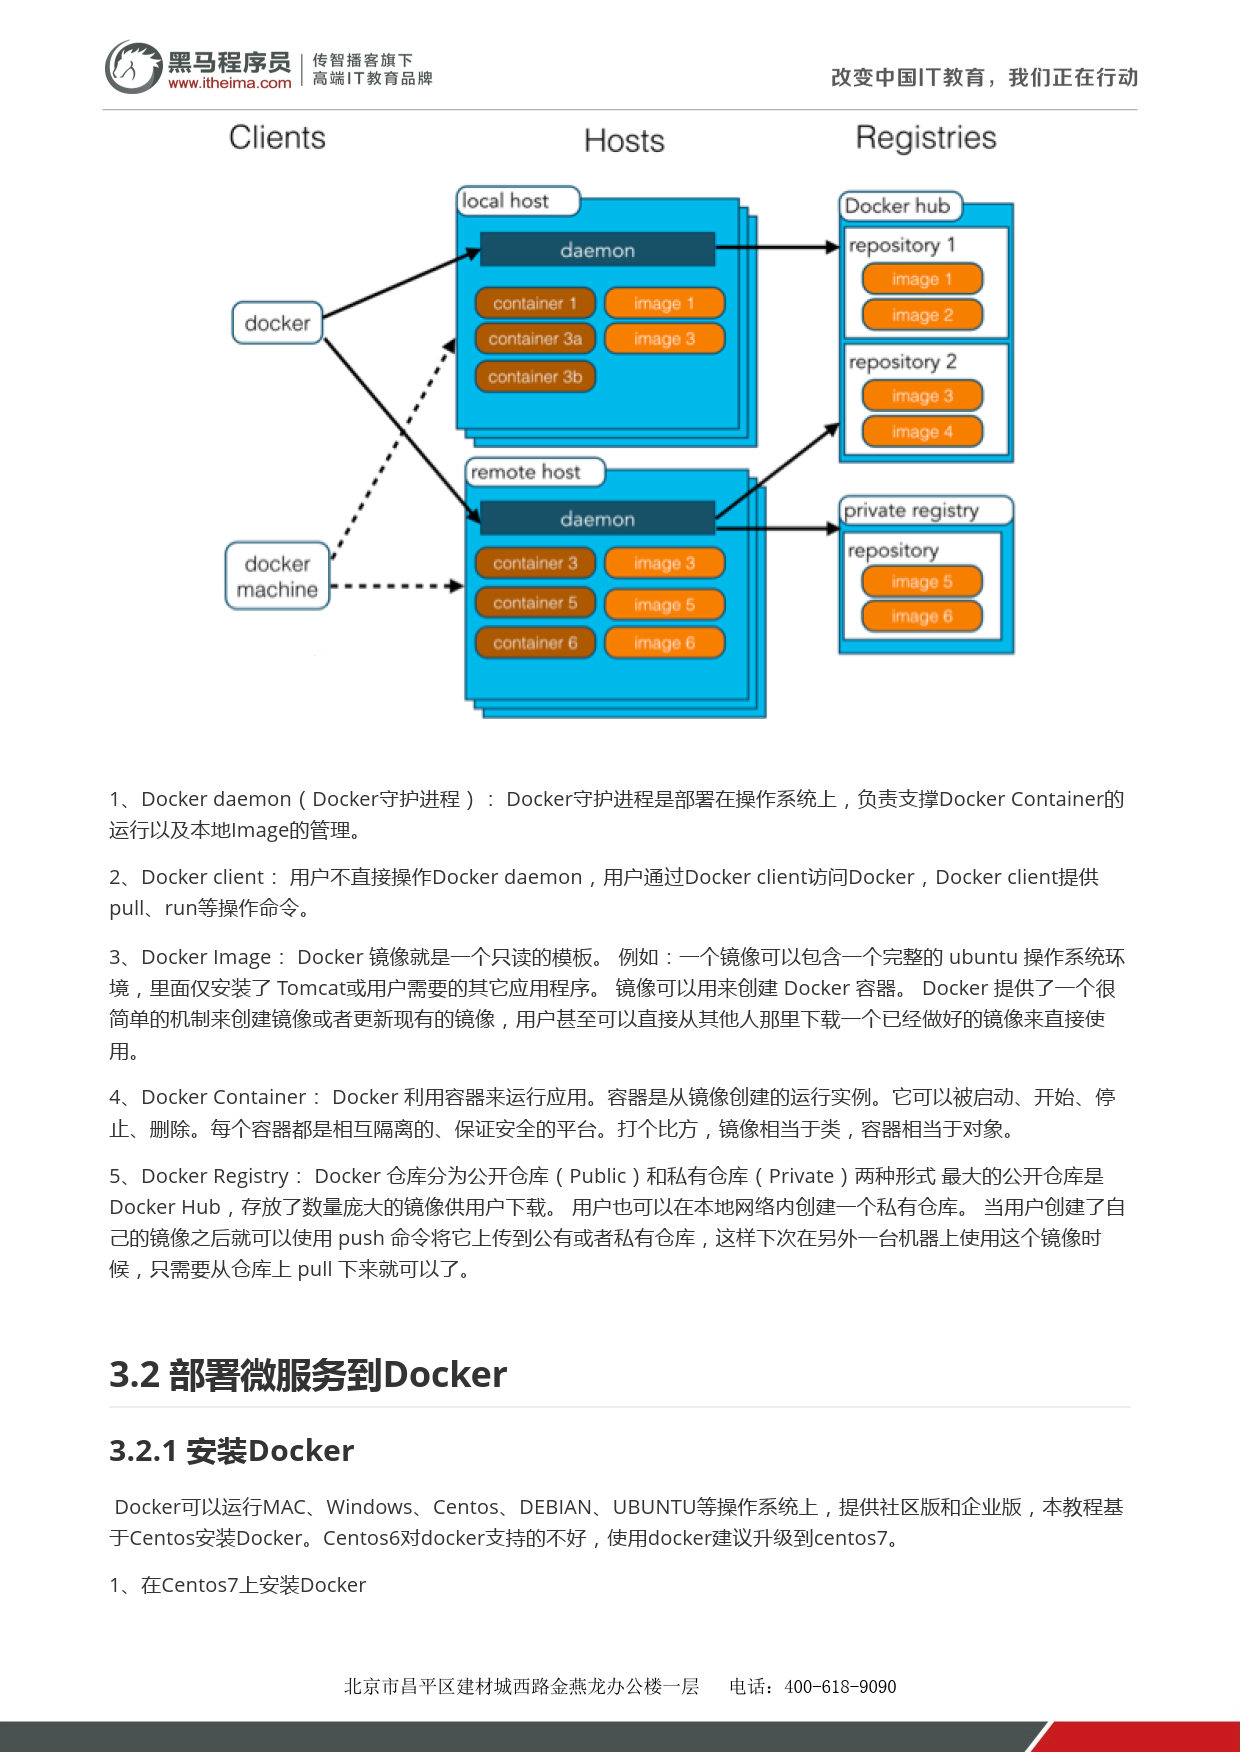 黑马程序员
www.itheima.com
传智播客旗下
高端IT教育品牌
改变中国IT教育，我们正在行动
Clients
Hosts
Registries
local host
daemon
container 1
image 1
container 3a
image 3
container 3b
docker
docker
machine
remote host
daemon
container 3
image 3
container 5
image 5
container 6
image 6
Docker hub
repository 1
image 1
image 2
repository 2
image 3
image 4
private registry
repository
image 5
image 6
1、Docker daemon（Docker守护进程）： Docker守护进程是部署在操作系统上，负责支撑Docker Container的
运行以及本地Image的管理。
2、Docker client： 用户不直接操作Docker daemon，用户通过Docker client访问Docker，Docker client提供
pull、run等操作命令。
3、Docker Image： Docker 镜像就是一个只读的模板。 例如：一个镜像可以包含一个完整的 ubuntu 操作系统环
境，里面仅安装了 Tomcat或用户需要的其它应用程序。 镜像可以用来创建 Docker 容器。 Docker 提供了一个很
简单的机制来创建镜像或者更新现有的镜像，用户甚至可以直接从其他人那里下载一个已经做好的镜像来直接使
用。
4、Docker Container： Docker 利用容器来运行应用。容器是从镜像创建的运行实例。它可以被启动、开始、停
止、删除。每个容器都是相互隔离的、保证安全的平台。打个比方，镜像相当于类，容器相当于对象。
5、Docker Registry： Docker 仓库分为公开仓库（Public）和私有仓库（Private）两种形式 最大的公开仓库是
Docker Hub，存放了数量庞大的镜像供用户下载。 用户也可以在本地网络内创建一个私有仓库。 当用户创建了自
己的镜像之后就可以使用 push 命令将它上传到公有或者私有仓库，这样下次在另外一台机器上使用这个镜像时
候，只需要从仓库上 pull 下来就可以了。
3.2 部署微服务到Docker
3.2.1 安装Docker
Docker可以运行MAC、Windows、Centos、DEBIAN、UBUNTU等操作系统上，提供社区版和企业版，本教程基
于Centos安装Docker。Centos6对docker支持的不好，使用docker建议升级到centos7。
1、在Centos7上安装Docker
北京市昌平区建材城西路金燕龙办公楼一层 电话：400-618-9090